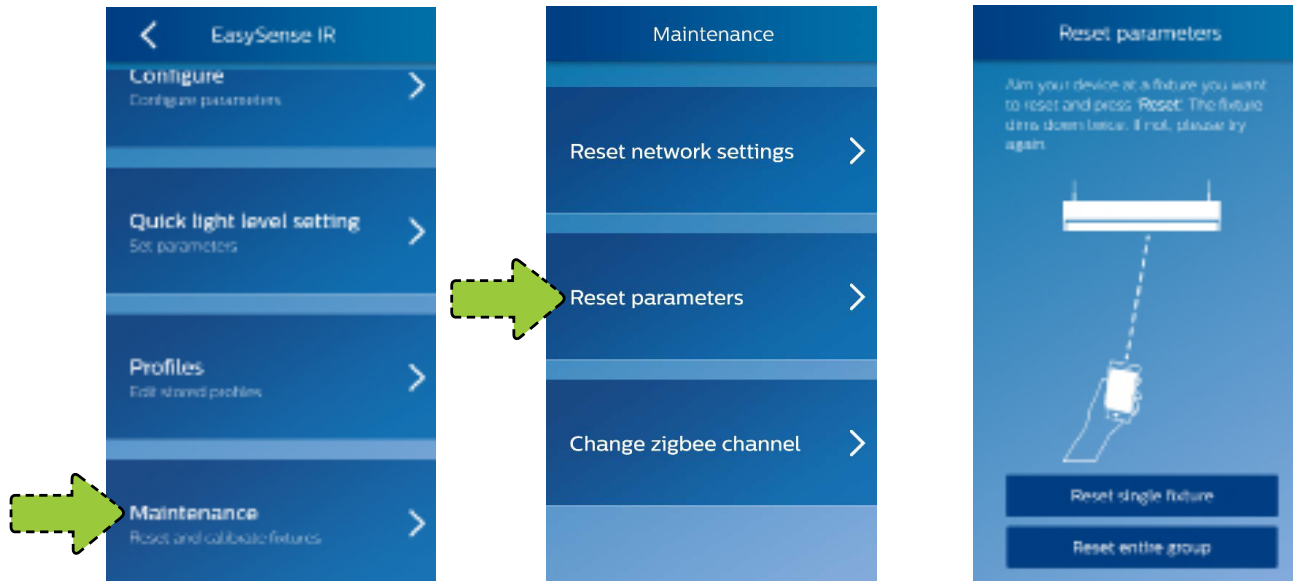 EasySense IR
Configure
Configure parameters
Quick light level setting
Set parameters
Profiles
Edit stored profiles
Maintenance
Reset and calibrate fixtures
Maintenance
Reset network settings
Reset parameters
Change zigbee channel
Reset parameters
Aim your device at a fixture you want
to reset and press 'Reset'. The fixture
dims down twice. If not, please try
again
Reset single fixture
Reset entire group